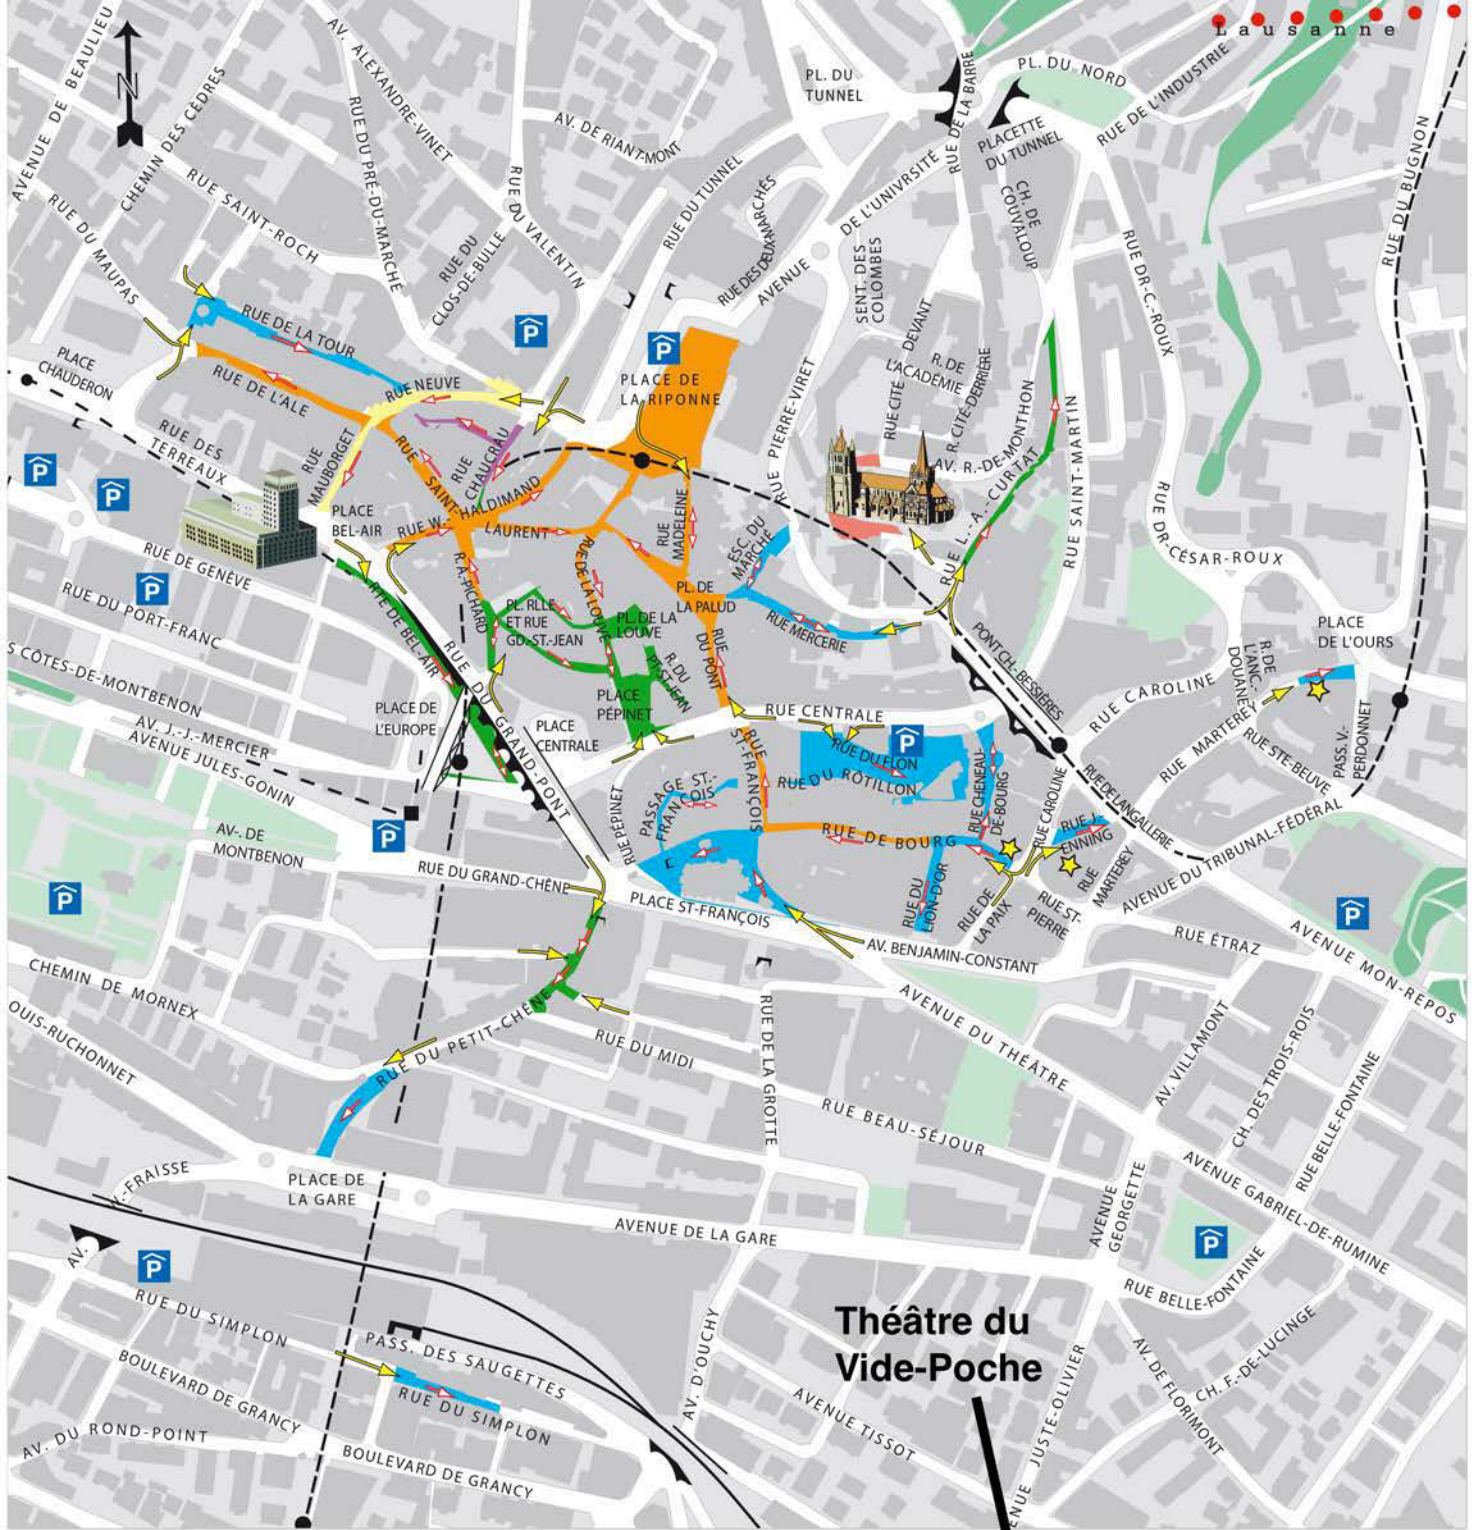 Lausanne
N
AVENUE DE BEAULIEU
CHEMIN DES CÈDRES
AV. ALEXANDRE-VINET
RUE DU PRÉ-DU-MARCHÉ
RUE SAINT-ROCH
RUE DU MAUPAS
RUE DU
CLOS-DE-BULLE
RUE DU VALENTIN
AV. DE RIANT-MONT
RUE DU TUNNEL
PL. DU
TUNNEL
RUE DES DEUX-MARCHÉS
AVENUE
DE L'UNIVRSITÉ
RUE DE LA BARRE
PL. DU NORD
PLACETTE
DU TUNNEL
RUE DE L'INDUSTRIE
CH. DE
COUVALOUP
RUE DR-C.-ROUX
RUE DU BUGNON
SENT. DES
COLOMBES
RUE CITÉ-DEVANT
R. DE
L'ACADÉMIE
R. CITÉ-DERRIÈRE
AV. R.-DE-MONTHON
RUE L.-A.-CURTAT
RUE SAINT-MARTIN
RUE DR-CÉSAR-ROUX
RUE PIERRE-VIRET
PLACE
CHAUDERON
RUE DE LA TOUR
RUE DE L'ALE
RUE NEUVE
RUE
MAUBORGET
RUE DES
TERREAUX
P
P
P
P
P
PLACE DE
LA RIPONNE
RUE
CHAUCRAU
RUE
SAINT-
LAURENT
RUE W.-HALDIMAND
PLACE
BEL-AIR
RUE
MADELEINE
ESC. DU
MARCHÉ
PL. DE
LA PALUD
RUE MERCERIE
RUE DE LA LOUVE
R.A.-PICHARD
PL. RLLE
ET RUE
GD.-ST.-JEAN
PL. DE LA
LOUVE
R. DU
PT-ST-JEAN
RUE
DU PONT
PLACE
PÉPINET
RUE DE GENÈVE
RUE DU PORT-FRANC
S CÔTES-DE-MONTBENON
AV. J.-J.-MERCIER
AVENUE JULES-GONIN
RTE DE BEL-AIR
RUE DU GRAND-PONT
PLACE DE
L'EUROPE
PLACE
CENTRALE
RUE CENTRALE
PONT CH.-BESSIÈRES
RUE CAROLINE
R. DE
L'ANC.-
DOUANE
PLACE
DE L'OURS
RUE MARTEREY
RUE STE-BEUVE
PASS. V.-
PERDONNET
RUE DU FLON
P
RUE DU RÔTILLON
RUE
ST-FRANÇOIS
PASSAGE ST.-
FRANÇOIS
RUE PÉPINET
RUE CHENEAU-
DE-BOURG
RUE CAROLINE
RUE DE LANGALLERIE
RUE J.-
ENNING
RUE
MARTEREY
RUE DE BOURG
RUE DU
LION-D'OR
RUE DE
LA PAIX
RUE ST-
PIERRE
AVENUE DU TRIBUNAL-FÉDÉRAL
AV-. DE
MONTBENON
P
P
RUE DU GRAND-CHÊNE
PLACE ST-FRANÇOIS
AV. BENJAMIN-CONSTANT
RUE ÉTRAZ
P
AVENUE MON-REPOS
AVENUE DU THÉÂTRE
CHEMIN DE MORNEX
OUIS-RUCHONNET
RUE DU PETIT-CHÊNE
RUE DU MIDI
RUE DE LA GROTTE
RUE BEAU-SÉJOUR
AV. VILLAMONT
CH. DES TROIS-ROIS
RUE BELLE-FONTAINE
AVENUE GABRIEL-DE-RUMINE
AVENUE
GEORGETTE
PLACE DE
LA GARE
AVENUE DE LA GARE
P
RUE BELLE-FONTAINE
AV.
-FRAISSE
P
RUE DU SIMPLON
PASS. DES SAUGETTES
RUE DU SIMPLON
BOULEVARD DE GRANCY
BOULEVARD DE GRANCY
AV. DU ROND-POINT
AV. D'OUCHY
AVENUE TISSOT
Théâtre du
Vide-Poche
ENUE JUSTE-OLIVIER
AV. DE FLORIMONT
CH. F.-DE-LUCINGE